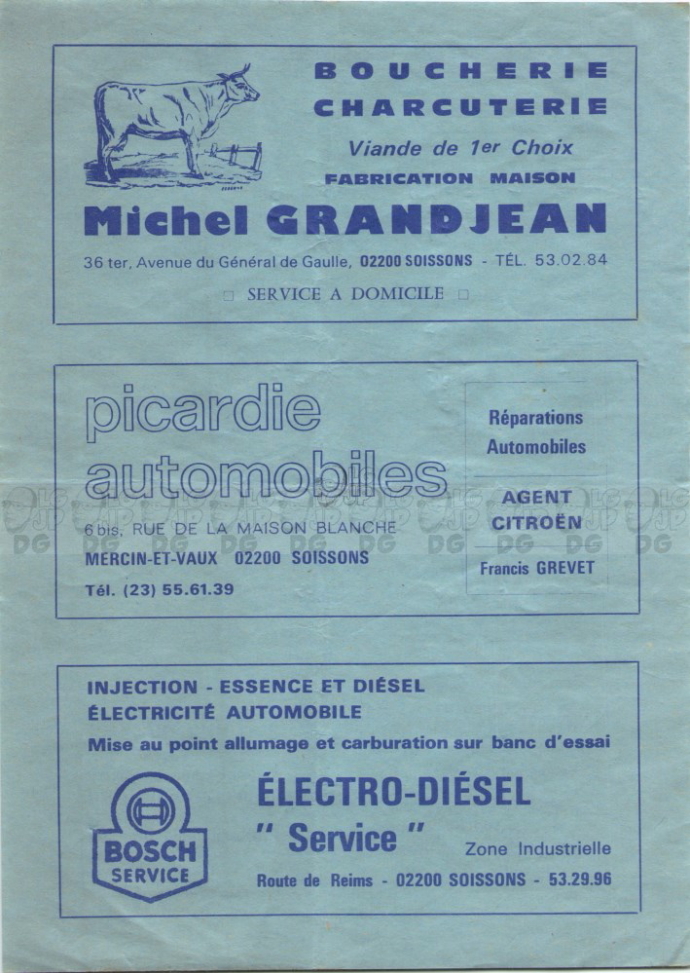 BOUCHERIE
CHARCUTERIE
Viande de 1er Choix
FABRICATION MAISON
Michel GRANDJEAN
36 ter, Avenue du Général de Gaulle, 02200 SOISSONS - TÉL. 53.02.84
SERVICE A DOMICILE
picardie
automobiles
6 bis, RUE DE LA MAISON BLANCHE
MERCIN-ET-VAUX 02200 SOISSONS
Tél. (23) 55.61.39
Réparations
Automobiles
AGENT
CITROËN
Francis GREVET
INJECTION - ESSENCE ET DIÉSEL
ÉLECTRICITÉ AUTOMOBILE
Mise au point allumage et carburation sur banc d'essai
BOSCH
SERVICE
ÉLECTRO-DIÉSEL
" Service "
Zone Industrielle
Route de Reims - 02200 SOISSONS - 53.29.96